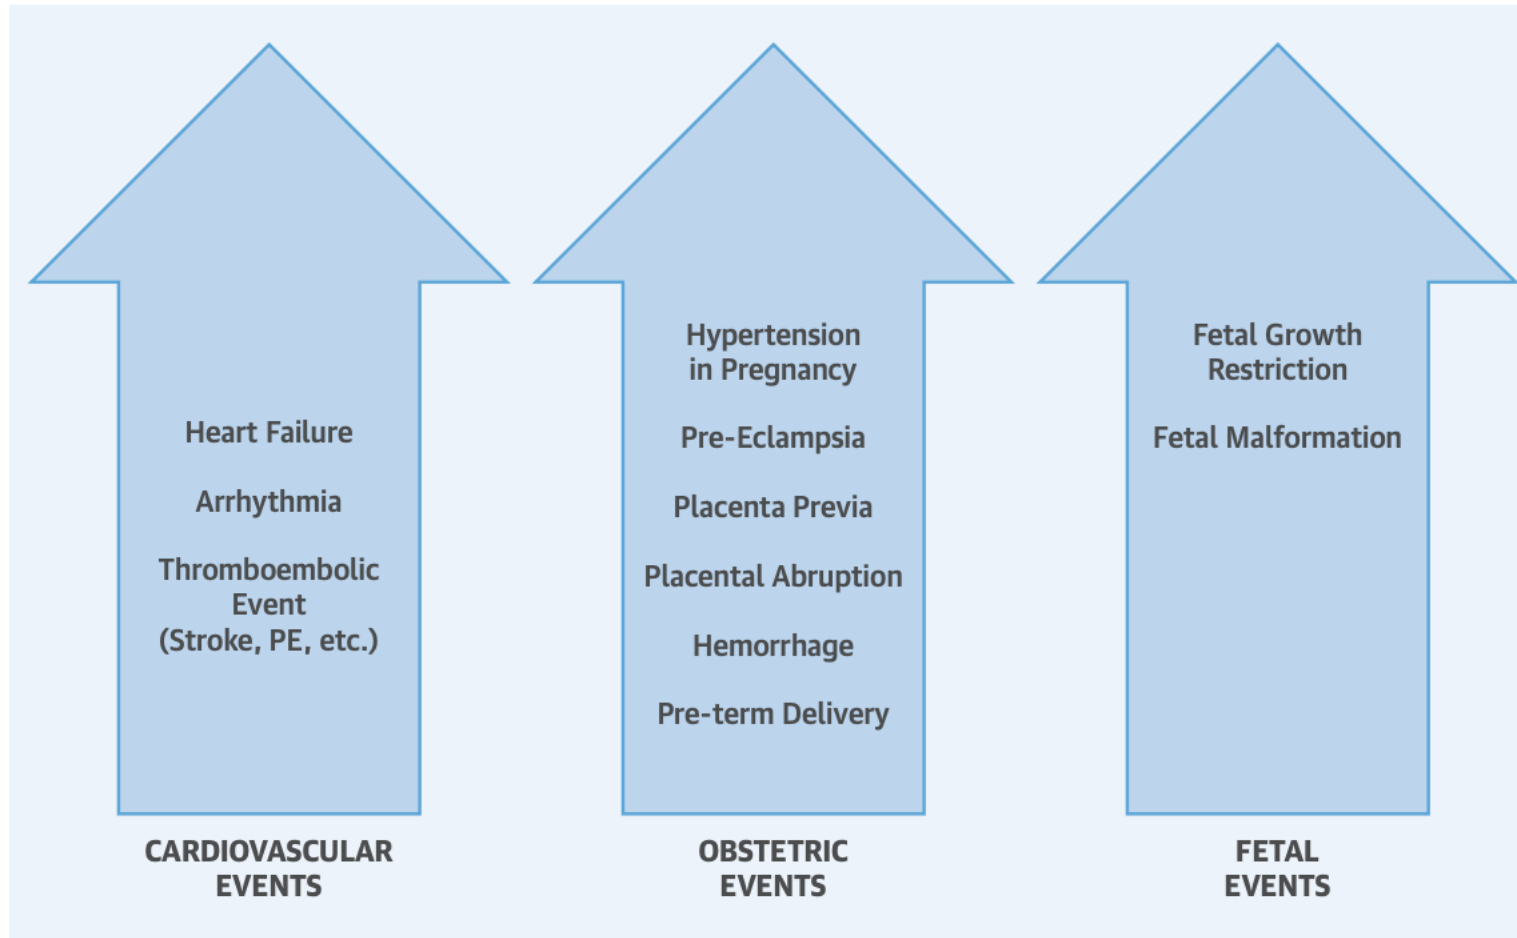 Heart Failure
Arrhythmia
Thromboembolic
Event
(Stroke, PE, etc.)
CARDIOVASCULAR
EVENTS
Hypertension
in Pregnancy
Pre-Eclampsia
Placenta Previa
Placental Abruption
Hemorrhage
Pre-term Delivery
OBSTETRIC
EVENTS
Fetal Growth
Restriction
Fetal Malformation
FETAL
EVENTS